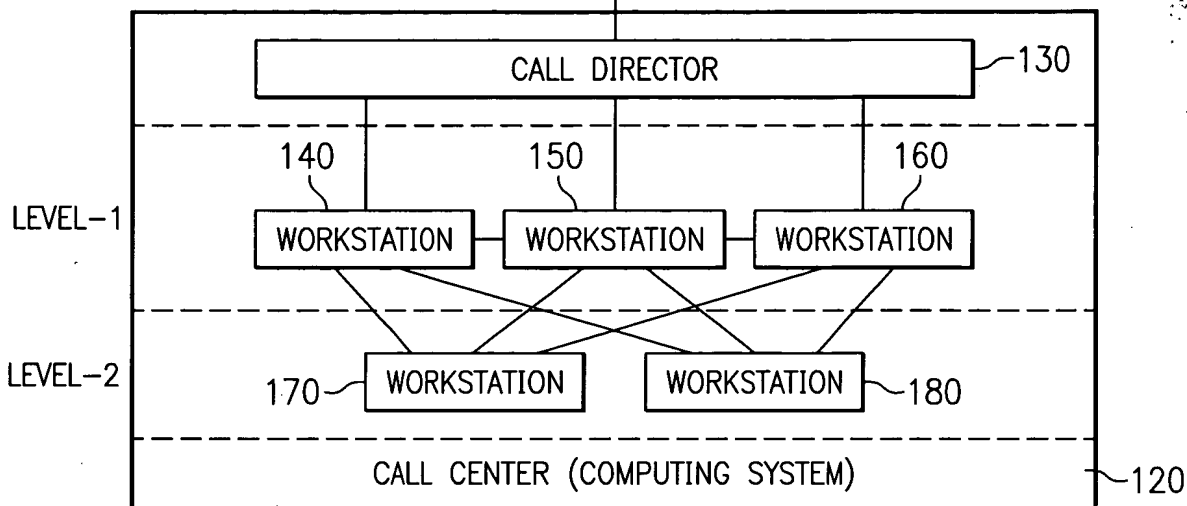 CALL DIRECTOR
130
140
150
160
LEVEL-1
WORKSTATION
WORKSTATION
WORKSTATION
LEVEL-2
170
WORKSTATION
WORKSTATION
180
CALL CENTER (COMPUTING SYSTEM)
120